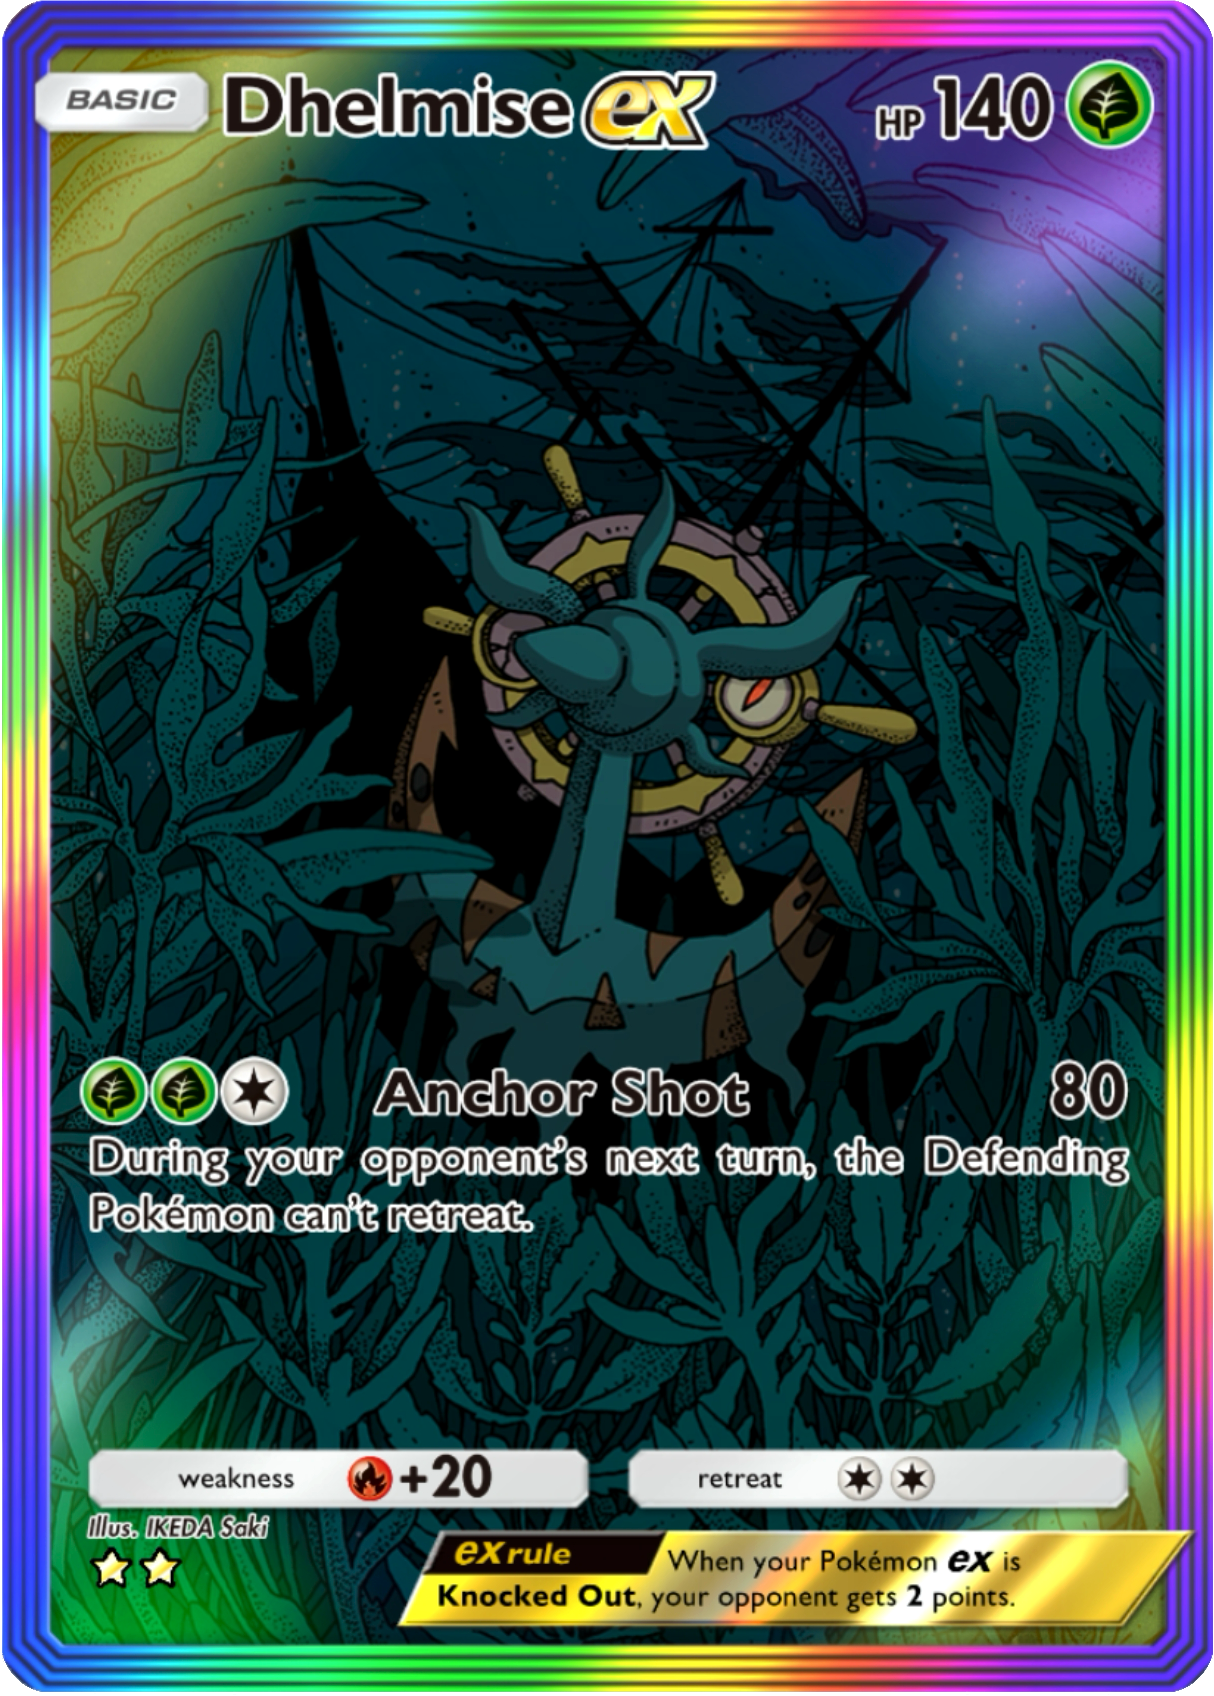 BASIC Dhelmise ex HP 140
Anchor Shot 80
During your opponent's next turn, the Defending
Pokémon can't retreat.
weakness +20 retreat
Illus. IKEDA Saki
ex rule When your Pokémon ex is
Knocked Out, your opponent gets 2 points.